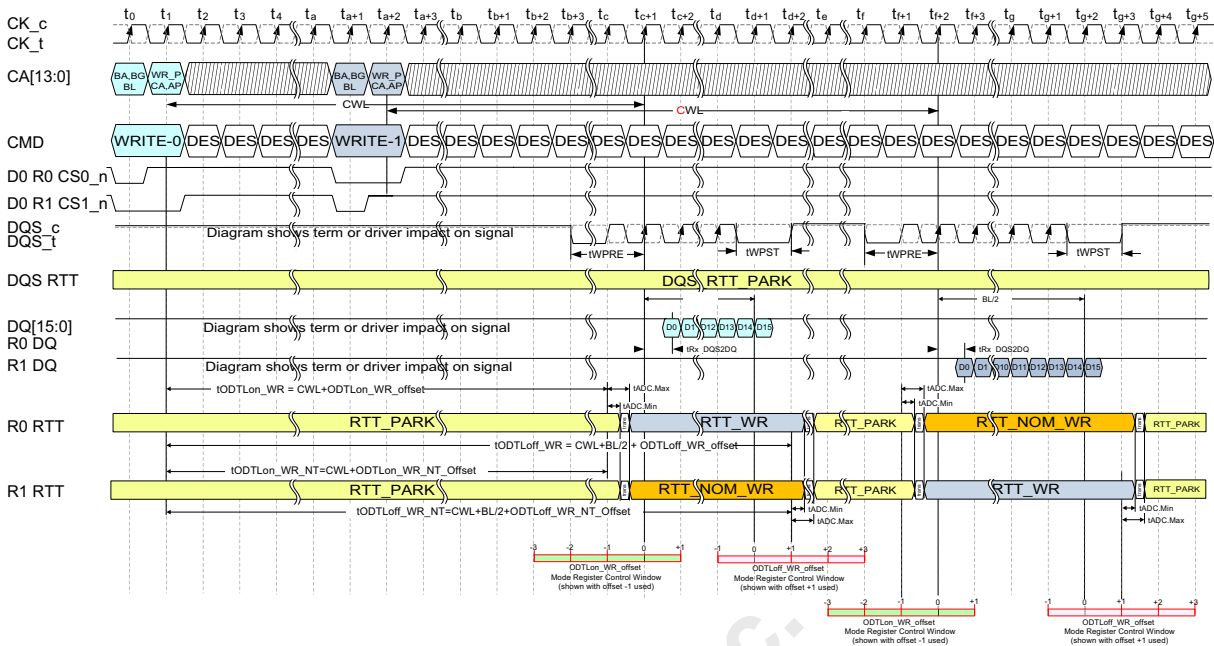 t0 t1 t2 t3 t4 ta ta+1 ta+2 ta+3 tb tb+1 tb+2 tb+3 tc tc+1 tc+2 td td+1 td+2 te tf tf+1 tf+2 tf+3 tg tg+1 tg+2 tg+3 tg+4 tg+5
CK_c
CK_t
CA[13:0]
BA,BG BL
WR_P CA,AP
BA,BG BL
WR_P CA,AP
CWL
CWL
CMD
WRITE-0 DES DES DES DES WRITE-1 DES DES DES DES DES DES DES DES DES DES DES DES DES DES DES DES DES DES DES DES DES DES
D0 R0 CS0_n
D0 R1 CS1_n
DQS_c
DQS_t
Diagram shows term or driver impact on signal
tWPRE
tWPST
tWPRE
tWPST
DQS RTT
DQS_RTT_PARK
BL/2
DQ[15:0]
R0 DQ
Diagram shows term or driver impact on signal
D0 D1 D12 D13 D14 D15
tRx_DQS2DQ
tRx_DQS2DQ
R1 DQ
Diagram shows term or driver impact on signal
D0 D1 D10 D11 D12 D13 D14 D15
tODTLon_WR = CWL+ODTLon_WR_offset
tADC.Max
tADC.Min
tADC.Max
tADC.Min
R0 RTT
RTT_PARK
RTT_WR
RTT_PARK
RTT_NOM_WR
RTT_PARK
tODTLoff_WR = CWL+BL/2 + ODTLoff_WR_offset
tODTLon_WR_NT=CWL+ODTLon_WR_NT_Offset
R1 RTT
RTT_PARK
RTT_NOM_WR
RTT_PARK
RTT_WR
RTT_PARK
tODTLoff_WR_NT=CWL+BL/2+ODTLoff_WR_NT_Offset
tADC.Min
tADC.Max
tADC.Min
tADC.Max
-3 -2 -1 0 +1
ODTLon_WR_offset
Mode Register Control Window
(shown with offset -1 used)
-1 0 +1 +2 +3
ODTLoff_WR_offset
Mode Register Control Window
(shown with offset +1 used)
-3 -2 -1 0 +1
ODTLon_WR_offset
Mode Register Control Window
(shown with offset -1 used)
-1 0 +1 +2 +3
ODTLoff_WR_offset
Mode Register Control Window
(shown with offset +1 used)